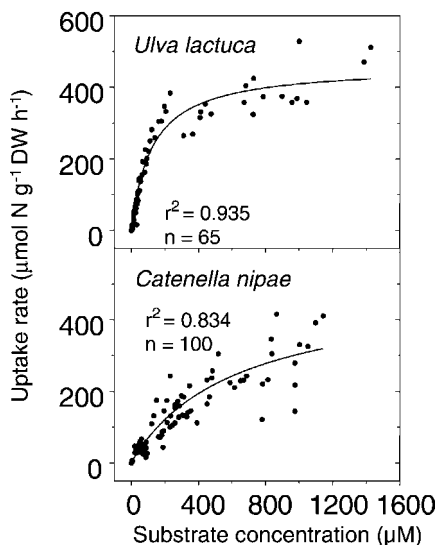 600
Ulva lactuca
400
200
r² = 0.935
n = 65
0
Catenella nipae
400
r² = 0.834
n = 100
200
0
0 400 800 1200 1600
Substrate concentration (µM)
Uptake rate (µmol N g⁻¹ DW h⁻¹)